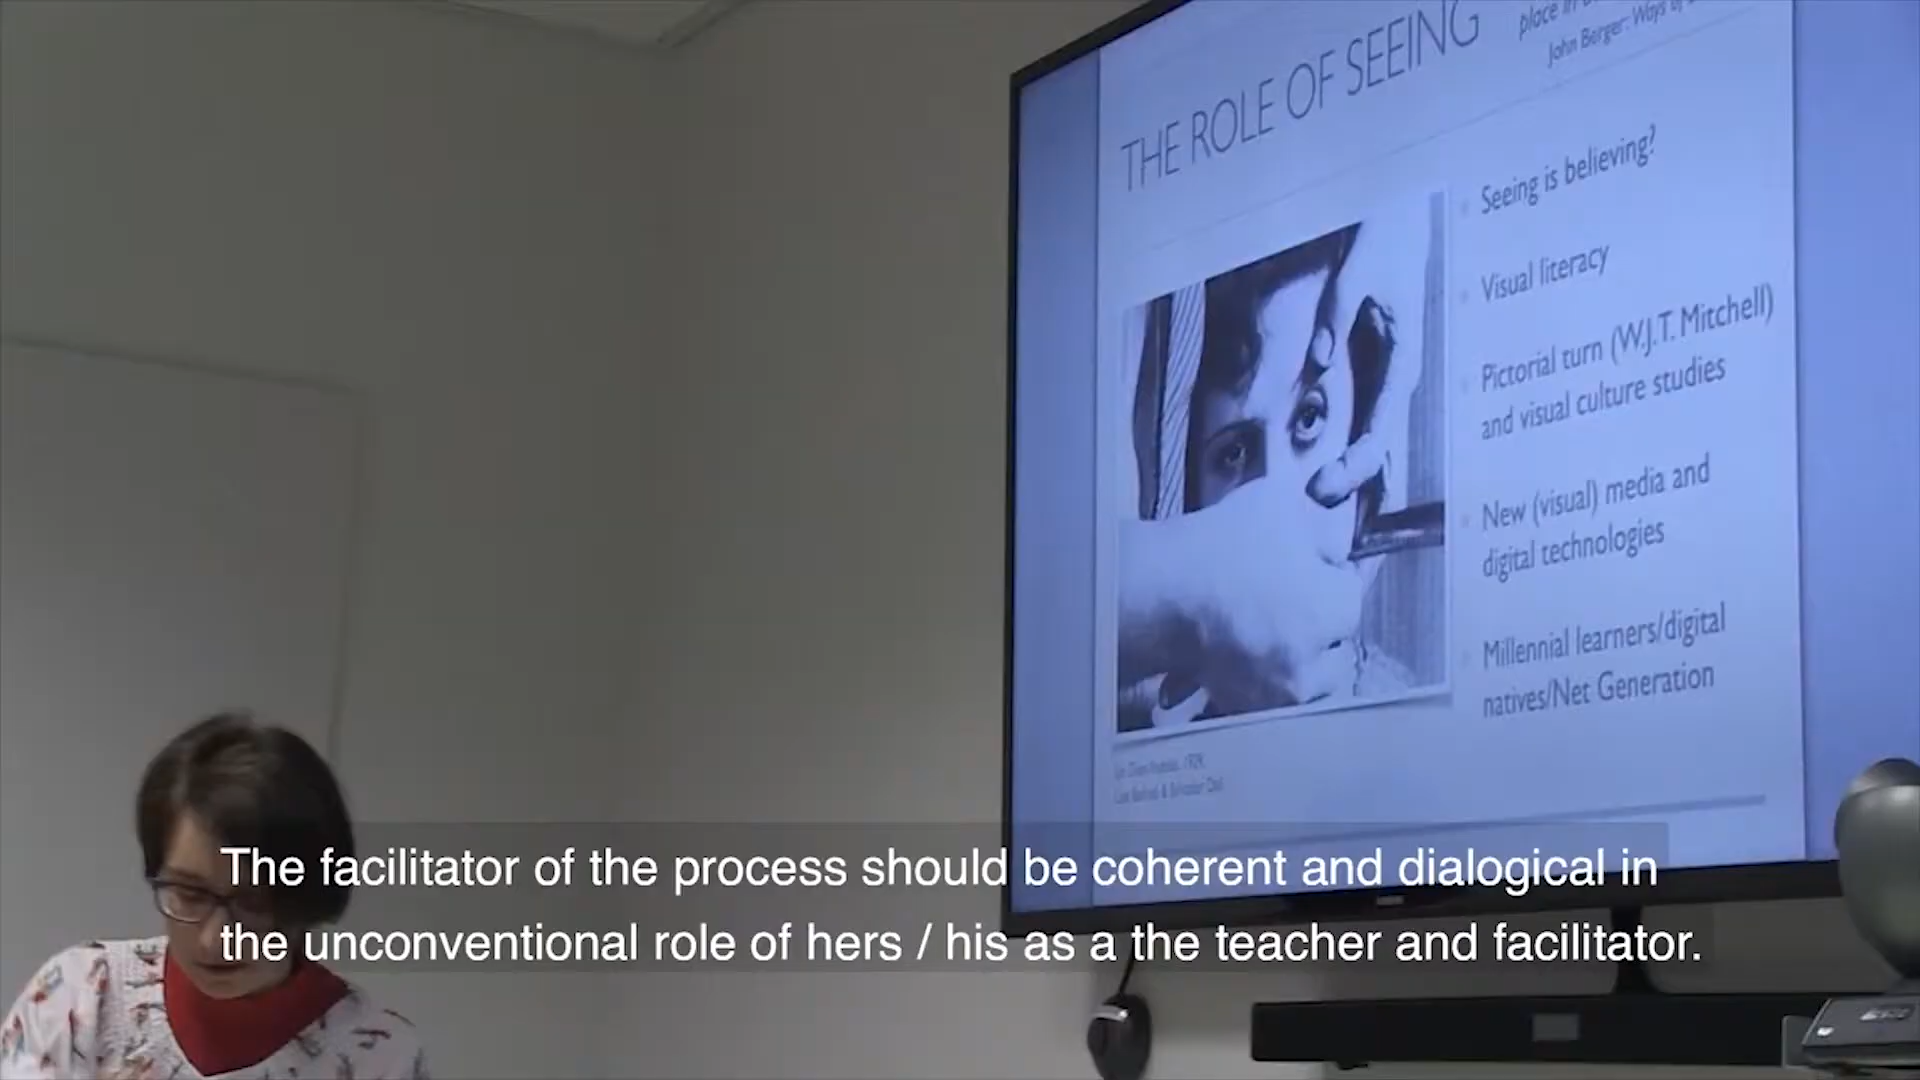 place in
John Berger: Ways of
THE ROLE OF SEEING
Seeing is believing?
Visual literacy
Pictorial turn (W.J.T. Mitchell)
and visual culture studies
New (visual) media and
digital technologies
Millennial learners/digital
natives/Net Generation
The facilitator of the process should be coherent and dialogical in
the unconventional role of hers / his as a the teacher and facilitator.